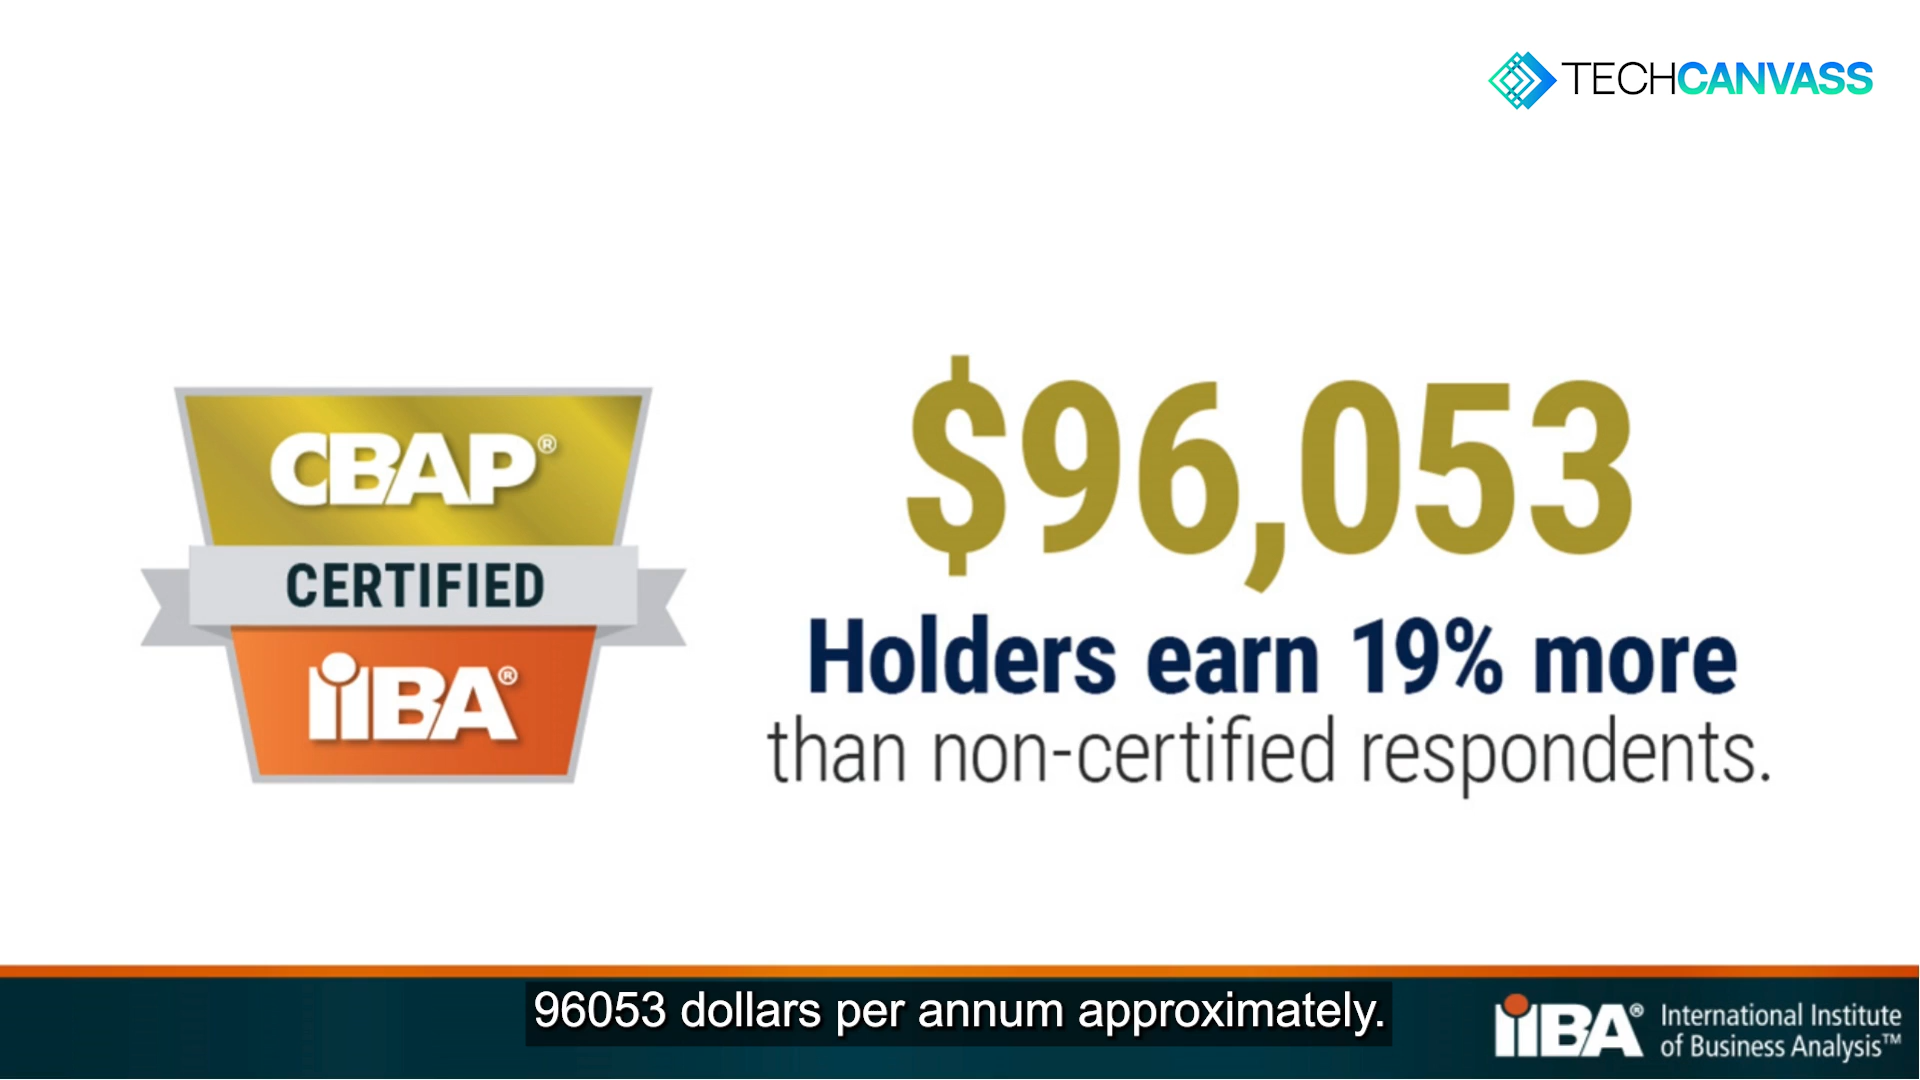 TECHCANVASS
CBAP®
CERTIFIED
iiBA®
$96,053
Holders earn 19% more
than non-certified respondents.
96053 dollars per annum approximately.
iiBA®
International Institute
of Business Analysis™